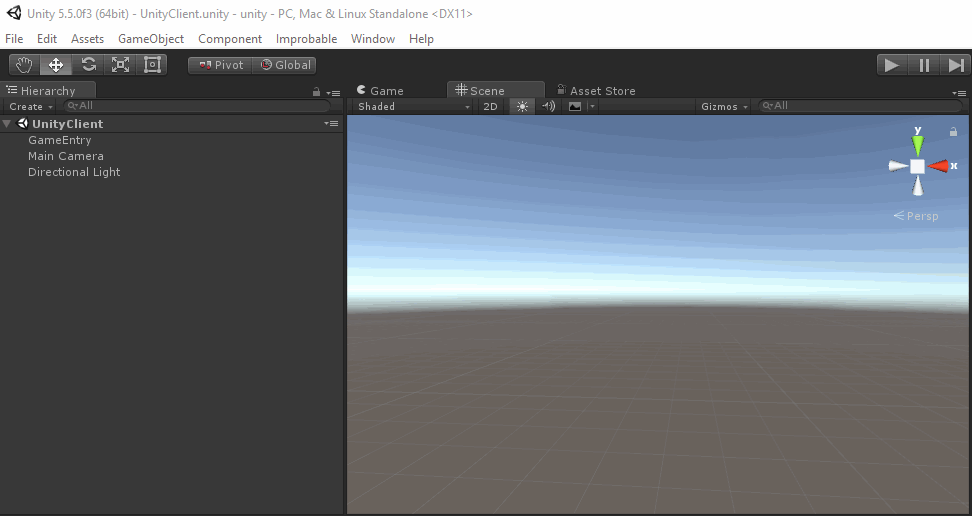 Unity 5.5.0f3 (64bit) - UnityClient.unity - unity - PC, Mac & Linux Standalone <DX11>
File Edit Assets GameObject Component Improbable Window Help
Pivot Global
Hierarchy Game Scene Asset Store
Create All Shaded 2D Gizmos All
UnityClient
GameEntry
Main Camera
Directional Light
y
x
Persp